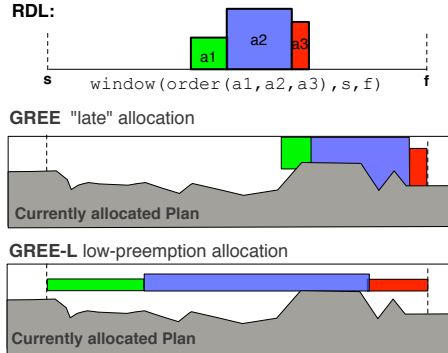 RDL:
a1
a2
a3
s
f
window(order(a1,a2,a3),s,f)
GREE "late" allocation
Currently allocated Plan
GREE-L low-preemption allocation
Currently allocated Plan